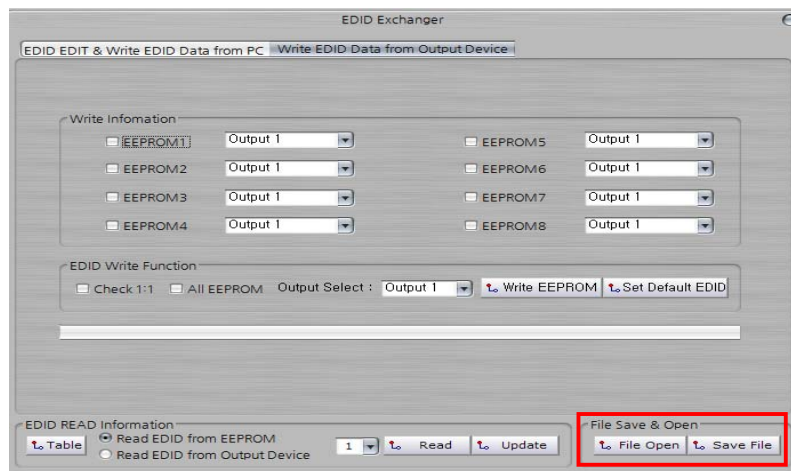 EDID Exchanger
EDID EDIT & Write EDID Data from PC Write EDID Data from Output Device
Write Infomation
EEPROM1 Output 1 EEPROM5 Output 1
EEPROM2 Output 1 EEPROM6 Output 1
EEPROM3 Output 1 EEPROM7 Output 1
EEPROM4 Output 1 EEPROM8 Output 1
EDID Write Function
Check 1:1 All EEPROM Output Select : Output 1 Write EEPROM Set Default EDID
EDID READ Information File Save & Open
Table Read EDID from EEPROM 1 Read Update File Open Save File
Read EDID from Output Device